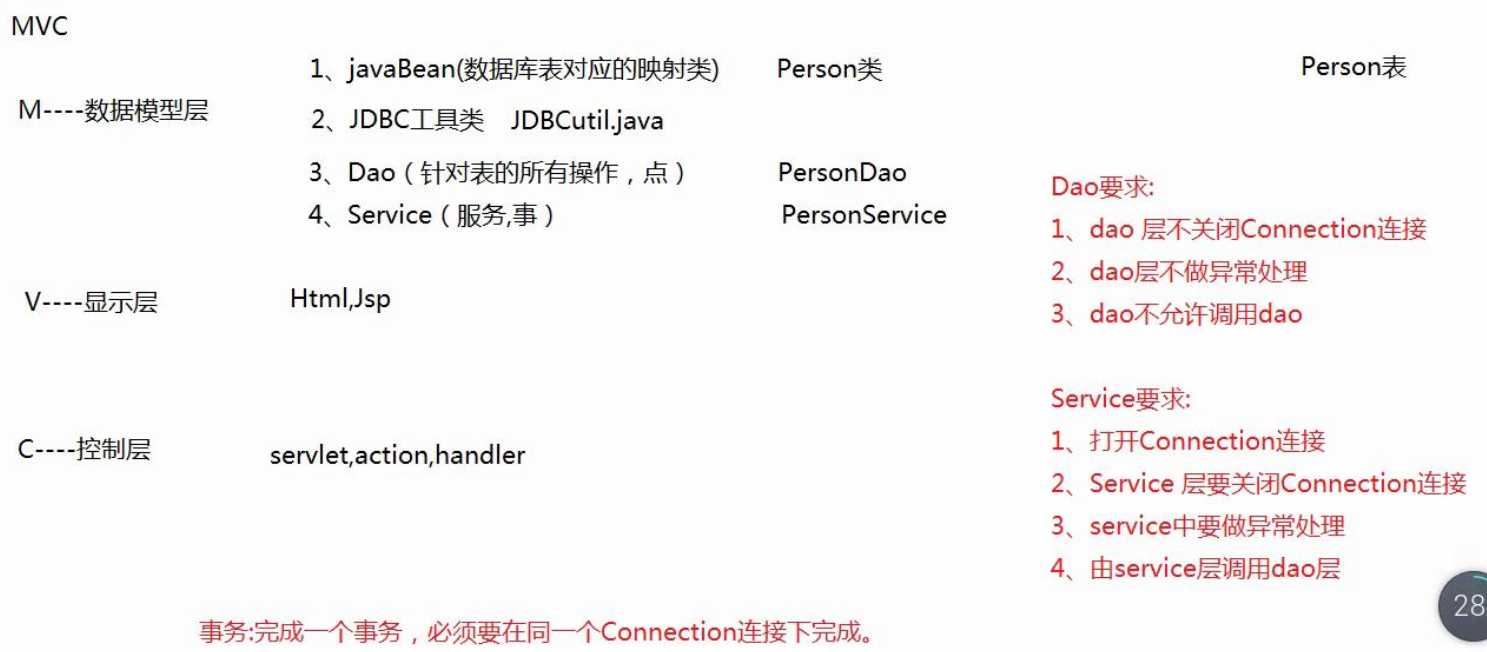 MVC
1、javaBean(数据库表对应的映射类) Person类 Person表
M----数据模型层
2、JDBC工具类 JDBCutil.java
3、Dao（针对表的所有操作，点） PersonDao
4、Service（服务,事） PersonService
Dao要求:
1、dao 层不关闭Connection连接
2、dao层不做异常处理
3、dao不允许调用dao
V----显示层 Html,Jsp
Service要求:
1、打开Connection连接
2、Service 层要关闭Connection连接
3、service中要做异常处理
4、由service层调用dao层
C----控制层 servlet,action,handler
28
事务:完成一个事务，必须要在同一个Connection连接下完成。